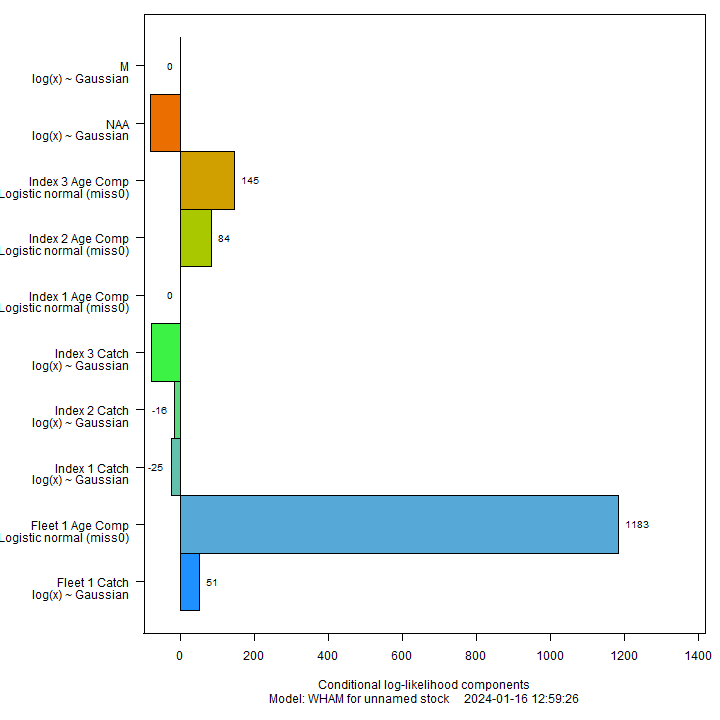 M
log(x) ~ Gaussian
0
NAA
log(x) ~ Gaussian
Index 3 Age Comp
Logistic normal (miss0)
145
Index 2 Age Comp
Logistic normal (miss0)
84
Index 1 Age Comp
Logistic normal (miss0)
0
Index 3 Catch
log(x) ~ Gaussian
Index 2 Catch
log(x) ~ Gaussian
-16
Index 1 Catch
log(x) ~ Gaussian
-25
Fleet 1 Age Comp
Logistic normal (miss0)
1183
Fleet 1 Catch
log(x) ~ Gaussian
51
0 200 400 600 800 1000 1200 1400
Conditional log-likelihood components
Model: WHAM for unnamed stock 2024-01-16 12:59:26